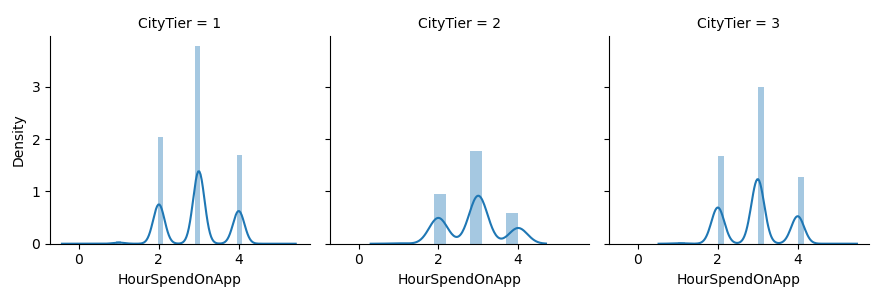 CityTier = 1
CityTier = 2
CityTier = 3
Density
3
2
1
0
0 2 4
0 2 4
0 2 4
HourSpendOnApp
HourSpendOnApp
HourSpendOnApp